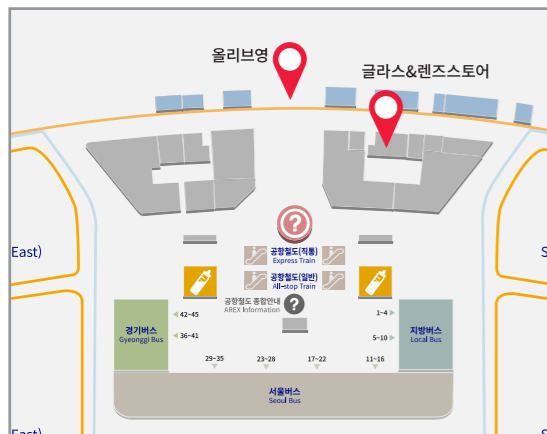 올리브영
글라스&렌즈스토어
?
East)
S
공항철도(직통)
Express Train
공항철도(일반)
All-stop Train
공항철도 종합안내
AREX Information
?
경기버스
Gyeonggi Bus
42~45
36~41
1~4
5~10
지방버스
Local Bus
29~35
23~28
17~22
11~16
서울버스
Seoul Bus
East)
S